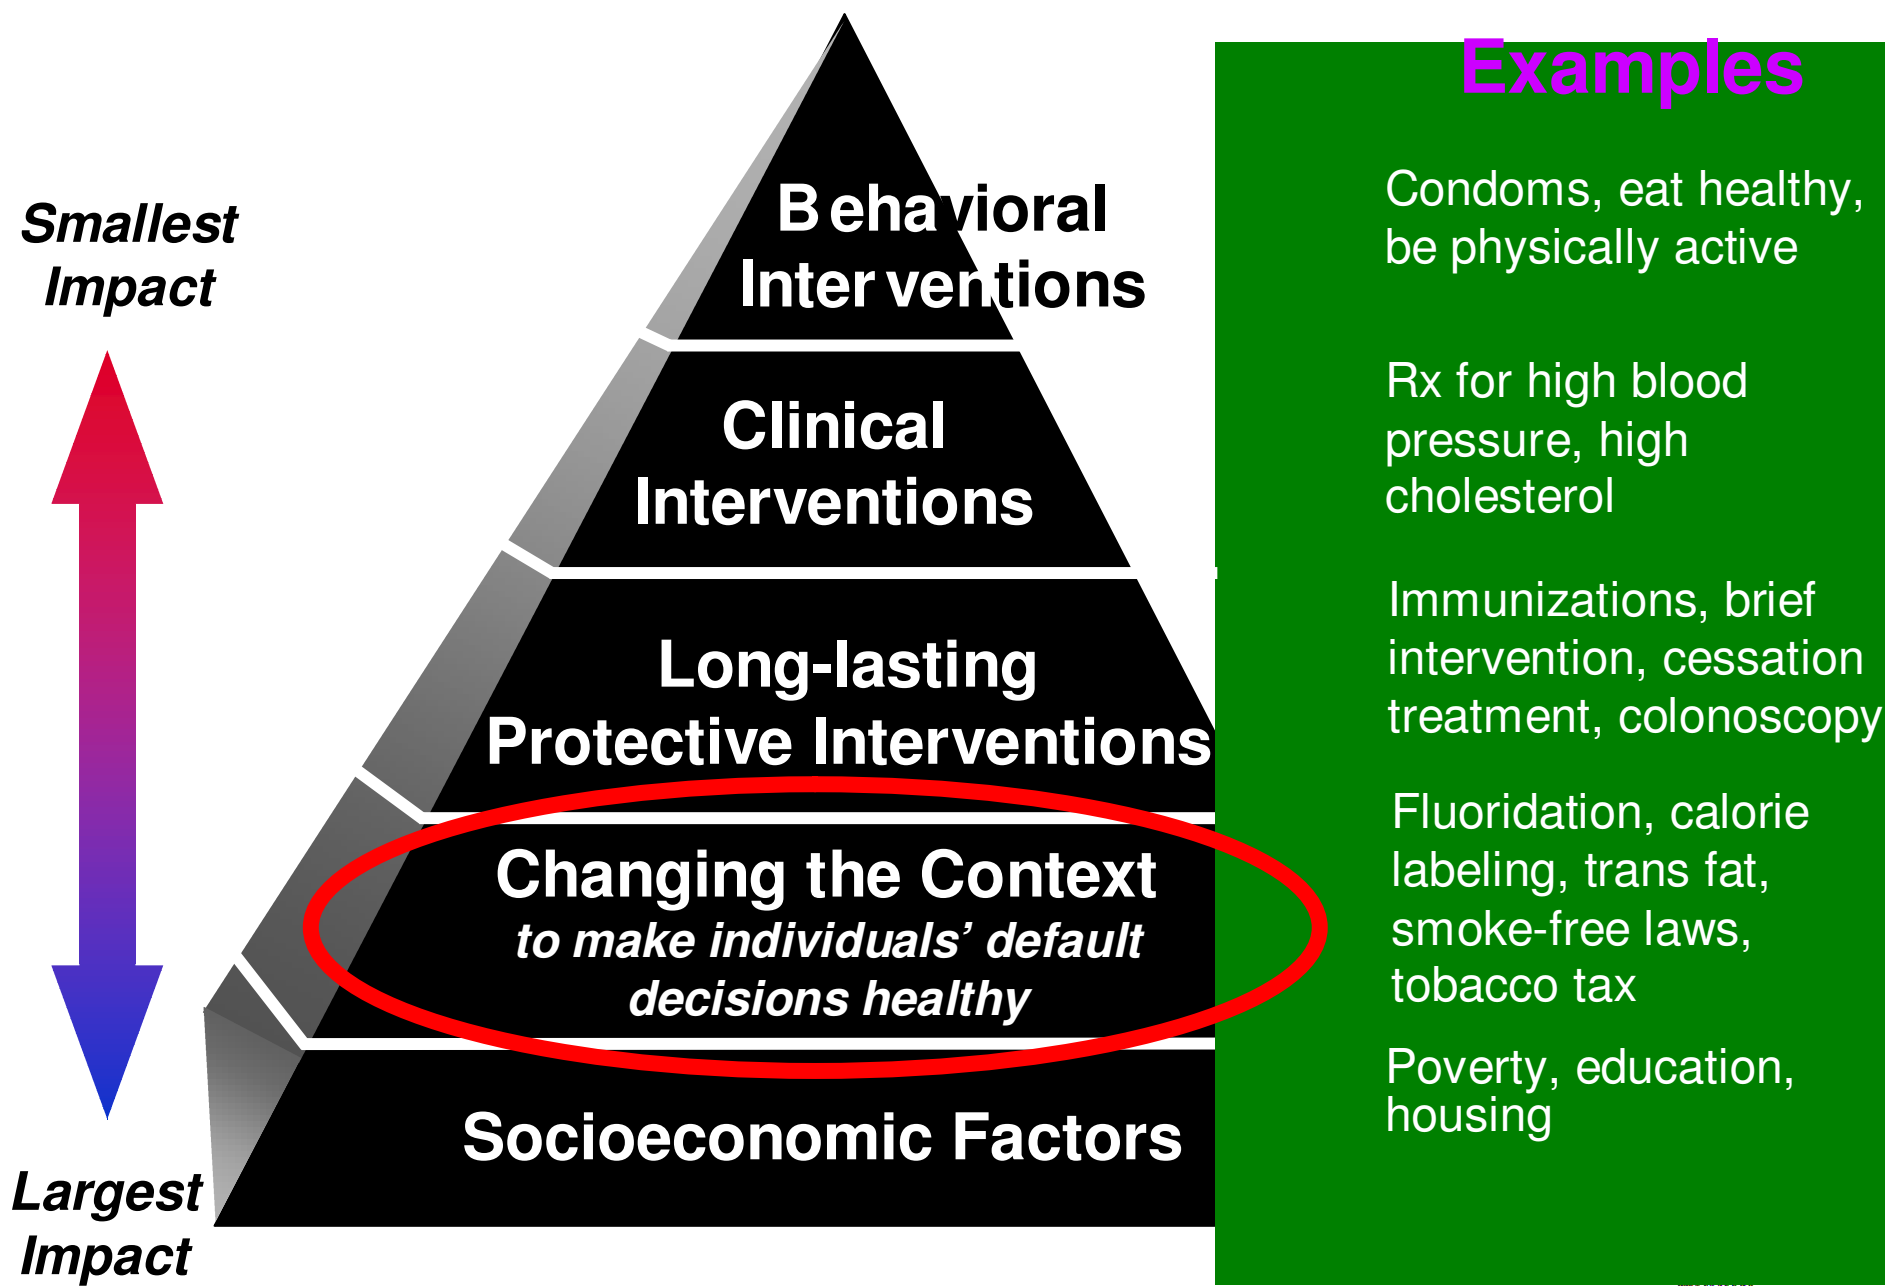 Examples
Smallest
Impact
Behavioral
Interventions
Condoms, eat healthy,
be physically active
Clinical
Interventions
Rx for high blood
pressure, high
cholesterol
Long-lasting
Protective Interventions
Immunizations, brief
intervention, cessation
treatment, colonoscopy
Changing the Context
to make individuals’ default
decisions healthy
Fluoridation, calorie
labeling, trans fat,
smoke-free laws,
tobacco tax
Socioeconomic Factors
Poverty, education,
housing
Largest
Impact